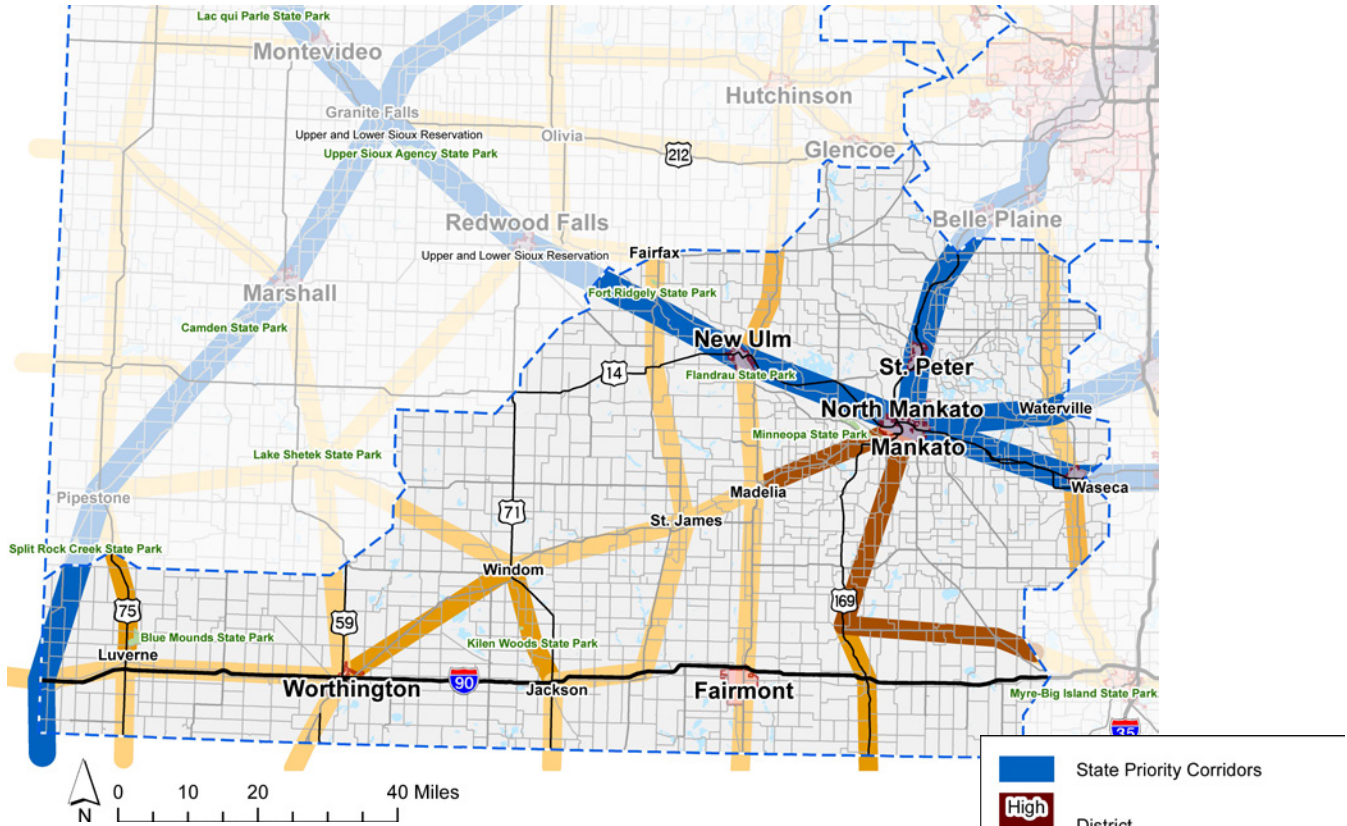 Lac qui Parle State Park
Montevideo
Hutchinson
Granite Falls
Upper and Lower Sioux Reservation
Olivia
Upper Sioux Agency State Park
212
Glencoe
Redwood Falls
Belle Plaine
Upper and Lower Sioux Reservation
Fairfax
Marshall
Fort Ridgely State Park
Camden State Park
New Ulm
St. Peter
14
Flandrau State Park
North Mankato
Waterville
Minneopa State Park
Mankato
Lake Shetek State Park
Waseca
Pipestone
Madelia
71
St. James
Split Rock Creek State Park
Windom
75
59
169
Blue Mounds State Park
Kilen Woods State Park
Luverne
Worthington
90
Jackson
Fairmont
Myre-Big Island State Park
35
N
0 10 20 40 Miles
State Priority Corridors
High
District